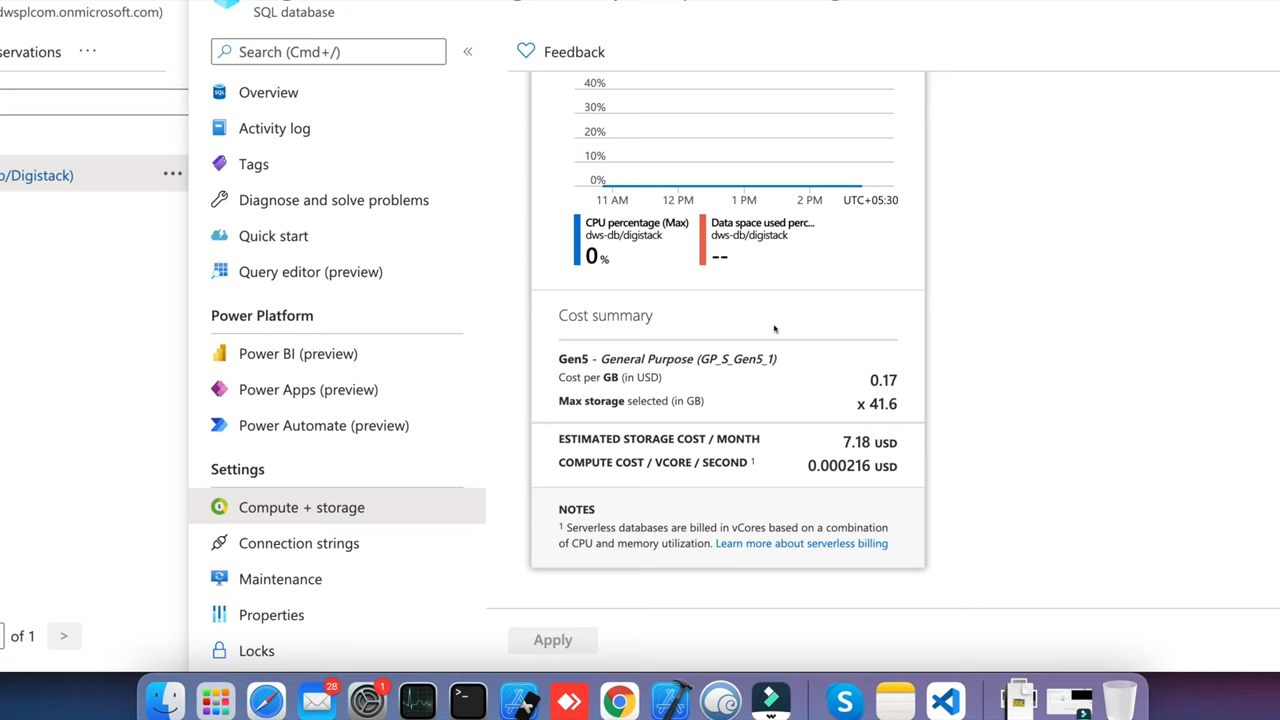 dwsplcom.onmicrosoft.com)
SQL database
servations ...
Search (Cmd+/)
«
Feedback
Overview
Activity log
b/Digistack) ...
Tags
Diagnose and solve problems
Quick start
Query editor (preview)
Power Platform
Power BI (preview)
Power Apps (preview)
Power Automate (preview)
Settings
Compute + storage
Connection strings
Maintenance
Properties
Locks
of 1 >
40%
30%
20%
10%
0%
11 AM 12 PM 1 PM 2 PM UTC+05:30
CPU percentage (Max)
dws-db/digistack
0 %
Data space used perc...
dws-db/digistack
--
Cost summary
Gen5 - General Purpose (GP_S_Gen5_1)
Cost per GB (in USD) 0.17
Max storage selected (in GB) x 41.6
ESTIMATED STORAGE COST / MONTH 7.18 USD
COMPUTE COST / VCORE / SECOND ¹ 0.000216 USD
NOTES
¹ Serverless databases are billed in vCores based on a combination
of CPU and memory utilization. Learn more about serverless billing
Apply
28
1